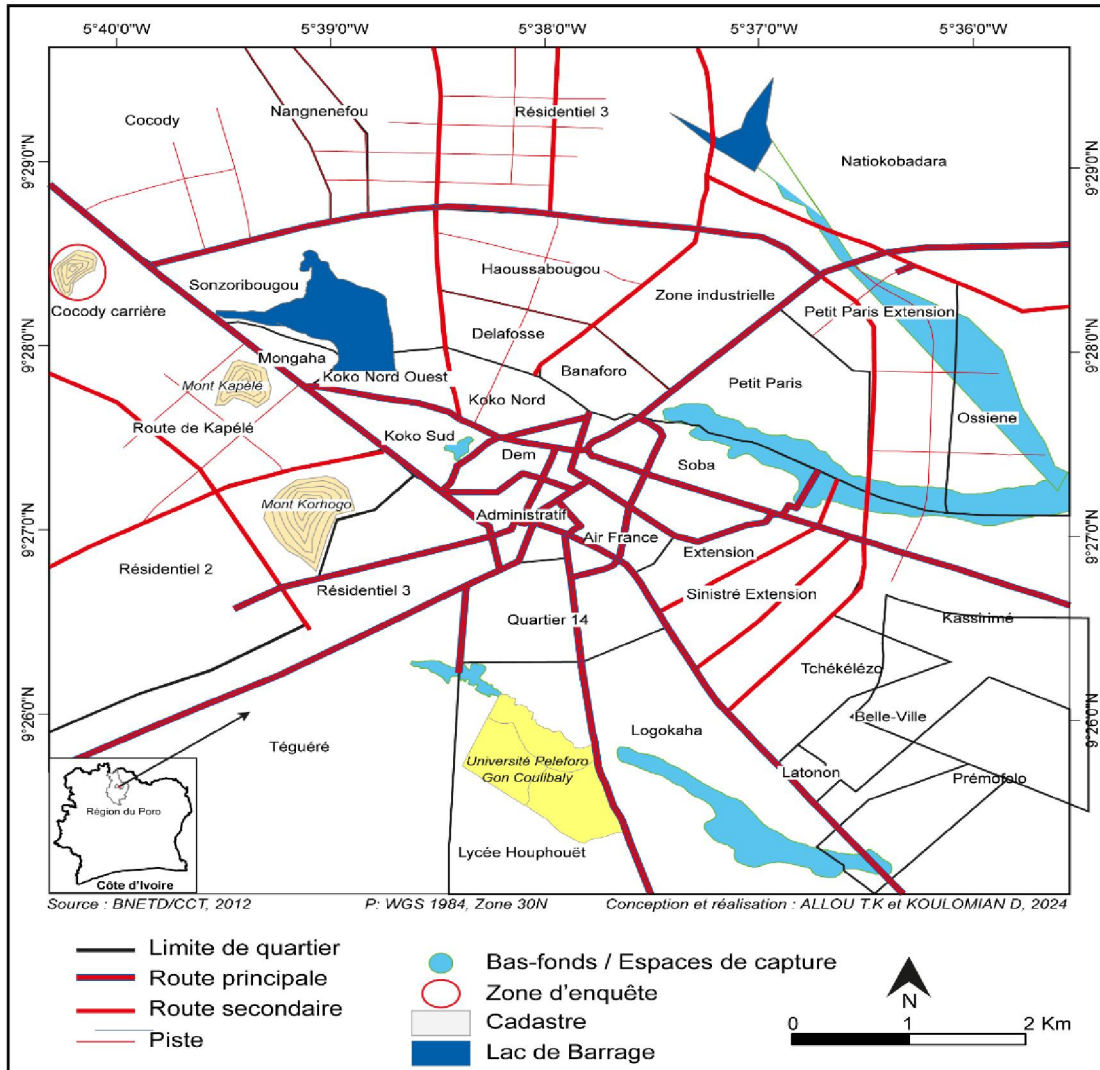 5°40'0"W
5°39'0"W
5°38'0"W
5°37'0"W
5°36'0"W
9°29'0"N
9°28'0"N
9°27'0"N
9°26'0"N
9°29'0"N
9°28'0"N
9°27'0"N
9°26'0"N
Cocody
Nangnenefou
Résidentiel 3
Natiokobadara
Haoussabougou
Sonzoribougou
Zone industrielle
Cocody carrière
Petit Paris Extension
Delafosse
Mongaha
Banaforo
Mont Kapélé
Koko Nord Ouest
Petit Paris
Koko Nord
Ossiene
Route de Kapélé
Koko Sud
Dem
Soba
Mont Korhogo
Administratif
Air France
Extension
Résidentiel 2
Résidentiel 3
Sinistré Extension
Quartier 14
Kassirimé
Tchékélézo
Belle-Ville
Logokaha
Téguéré
Université Peleforo
Gon Coulibaly
Latonon
Prémofolo
Région du Poro
Lycée Houphouët
Côte d'Ivoire
Source : BNETD/CCT, 2012
P: WGS 1984, Zone 30N
Conception et réalisation : ALLOU T.K et KOULOMIAN D, 2024
Limite de quartier
Route principale
Route secondaire
Piste
Bas-fonds / Espaces de capture
Zone d'enquête
Cadastre
Lac de Barrage
N
0 1 2 Km